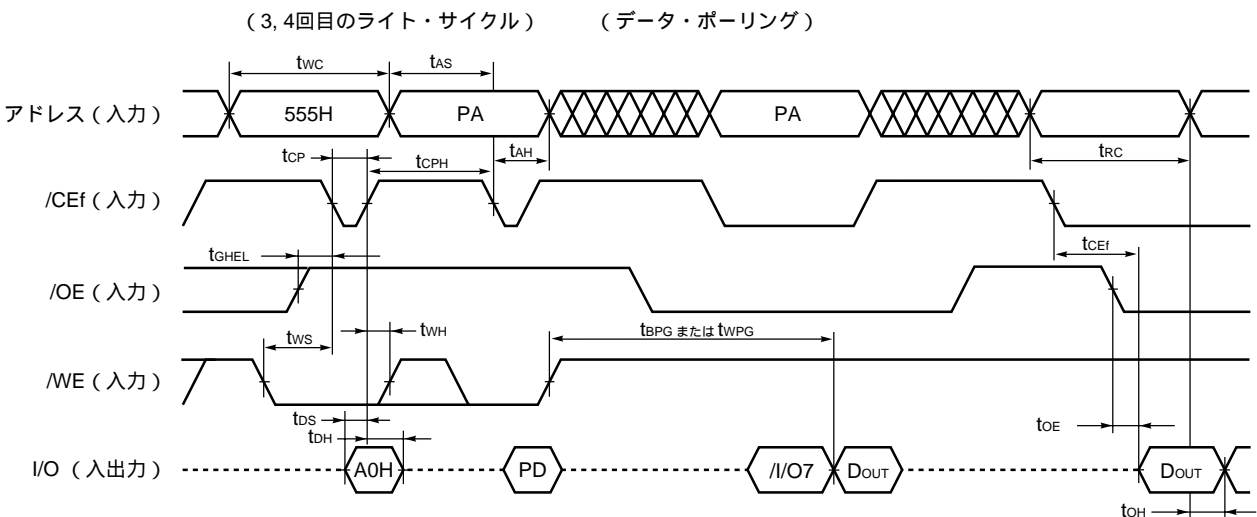 （3, 4回目のライト・サイクル） （データ・ポーリング）
tWC tAS
アドレス（入力） 555H PA PA
tCP tCPH tAH tRC
/CEf（入力）
tGHEL tCEf
/OE（入力）
tWS tWH tBPG または tWPG
/WE（入力）
tDS tOE
tDH
I/O （入出力） A0H PD /I/O7 DOUT DOUT
tOH